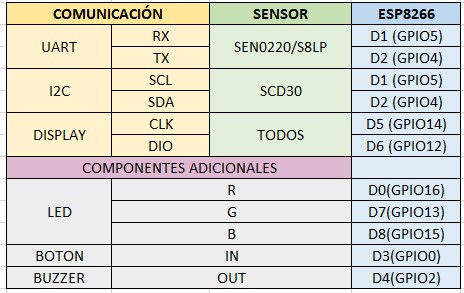 COMUNICACIÓN SENSOR ESP8266
UART RX SEN0220/S8LP D1 (GPIO5)
TX D2 (GPIO4)
I2C SCL SCD30 D1 (GPIO5)
SDA D2 (GPIO4)
DISPLAY CLK TODOS D5 (GPIO14)
DIO D6 (GPIO12)
COMPONENTES ADICIONALES
LED R D0(GPIO16)
G D7(GPIO13)
B D8(GPIO15)
BOTON IN D3(GPIO0)
BUZZER OUT D4(GPIO2)